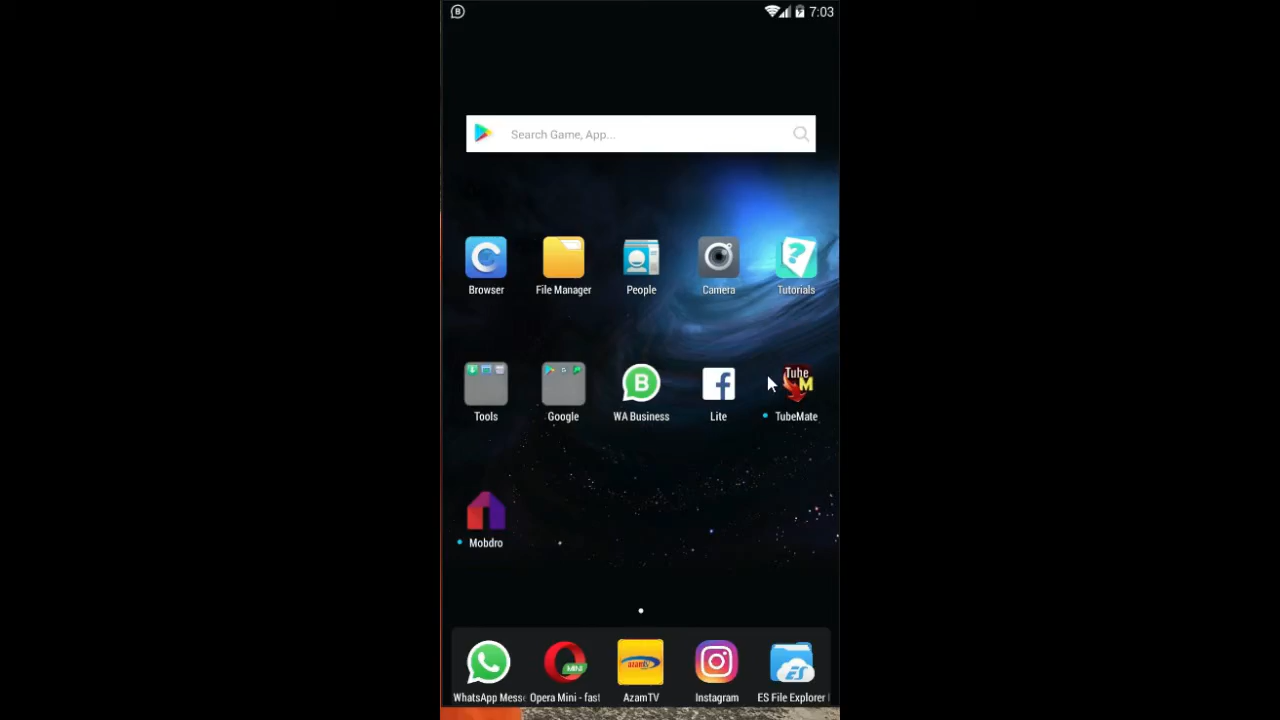 B 7:03
Search Game, App...
Browser File Manager People Camera Tutorials
Tube M
Tools Google WA Business Lite TubeMate
Mobdro
WhatsApp Mess Opera Mini - fast AzamTV Instagram ES File Explorer